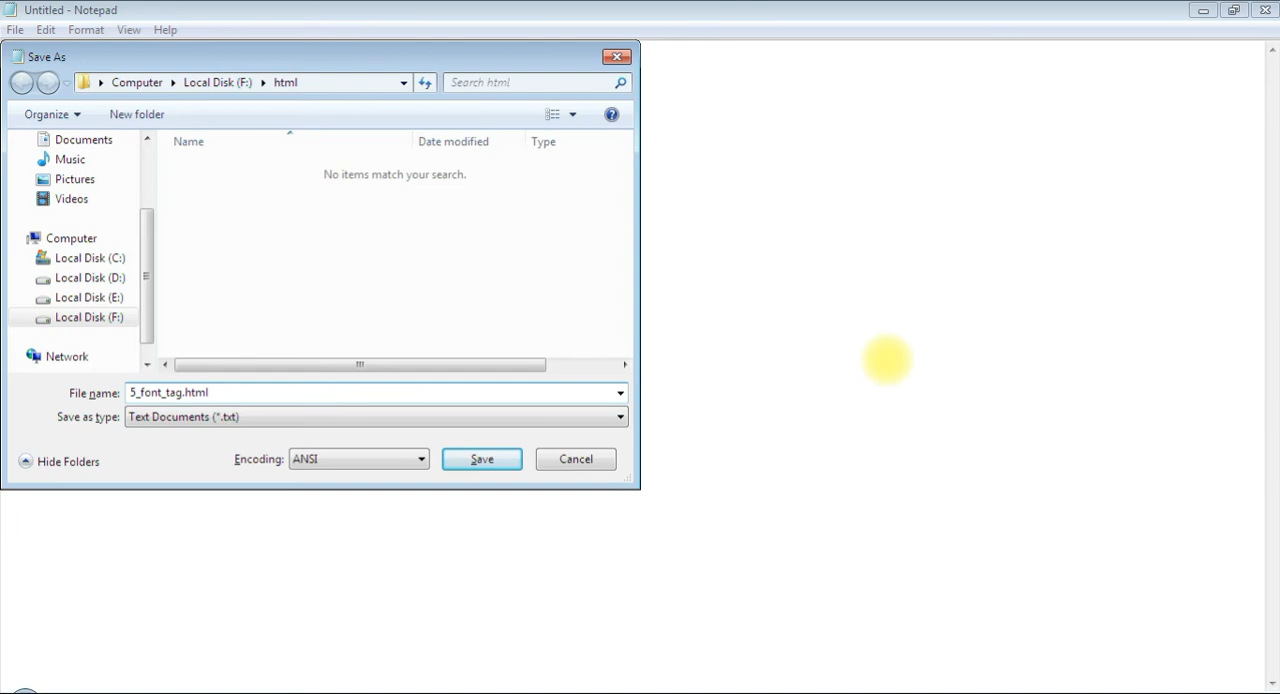 Untitled - Notepad
File Edit Format View Help
Save As
Computer Local Disk (F:) html Search html
Organize New folder
Name Date modified Type
No items match your search.
Documents
Music
Pictures
Videos
Computer
Local Disk (C:)
Local Disk (D:)
Local Disk (E:)
Local Disk (F:)
Network
File name: 5_font_tag.html
Save as type: Text Documents (*.txt)
Hide Folders Encoding: ANSI Save Cancel